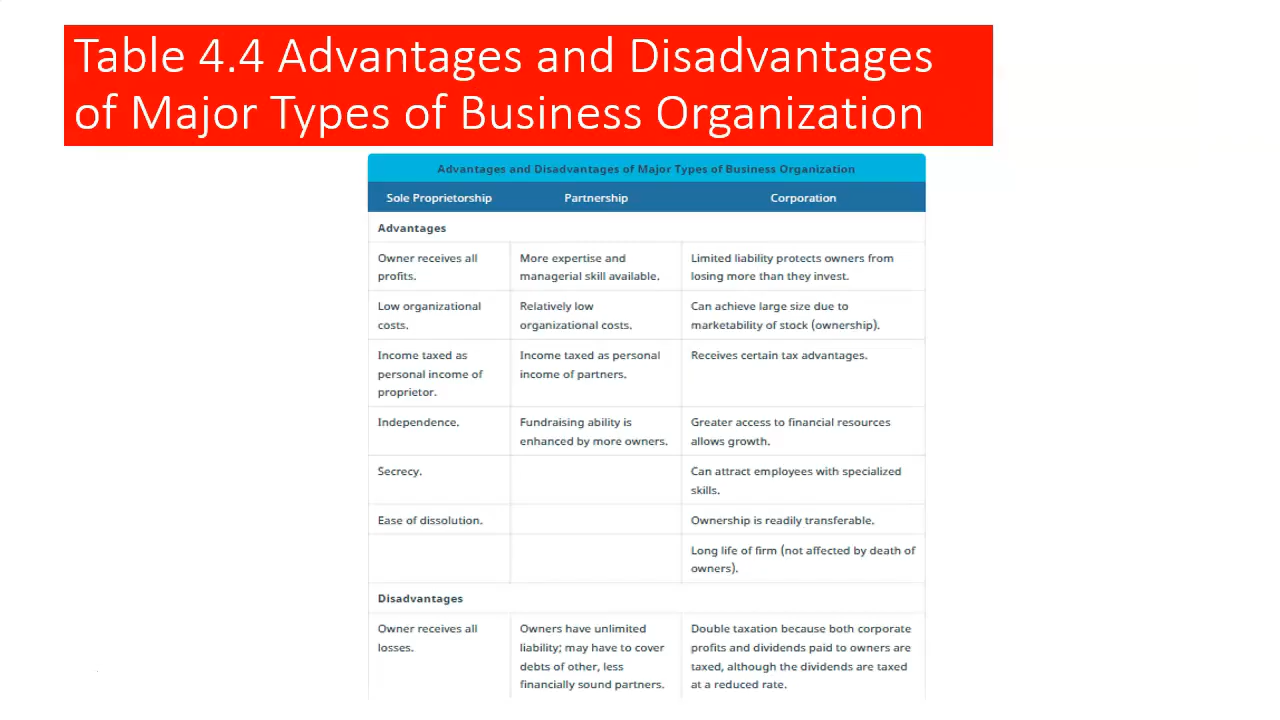 Table 4.4 Advantages and Disadvantages
of Major Types of Business Organization
Advantages and Disadvantages of Major Types of Business Organization
Sole Proprietorship Partnership Corporation
Advantages
Owner receives all
profits.
More expertise and
managerial skill available.
Limited liability protects owners from
losing more than they invest.
Low organizational
costs.
Relatively low
organizational costs.
Can achieve large size due to
marketability of stock (ownership).
Income taxed as
personal income of
proprietor.
Income taxed as personal
income of partners.
Receives certain tax advantages.
Independence.
Fundraising ability is
enhanced by more owners.
Greater access to financial resources
allows growth.
Secrecy.
Can attract employees with specialized
skills.
Ease of dissolution.
Ownership is readily transferable.
Long life of firm (not affected by death of
owners).
Disadvantages
Owner receives all
losses.
Owners have unlimited
liability; may have to cover
debts of other, less
financially sound partners.
Double taxation because both corporate
profits and dividends paid to owners are
taxed, although the dividends are taxed
at a reduced rate.